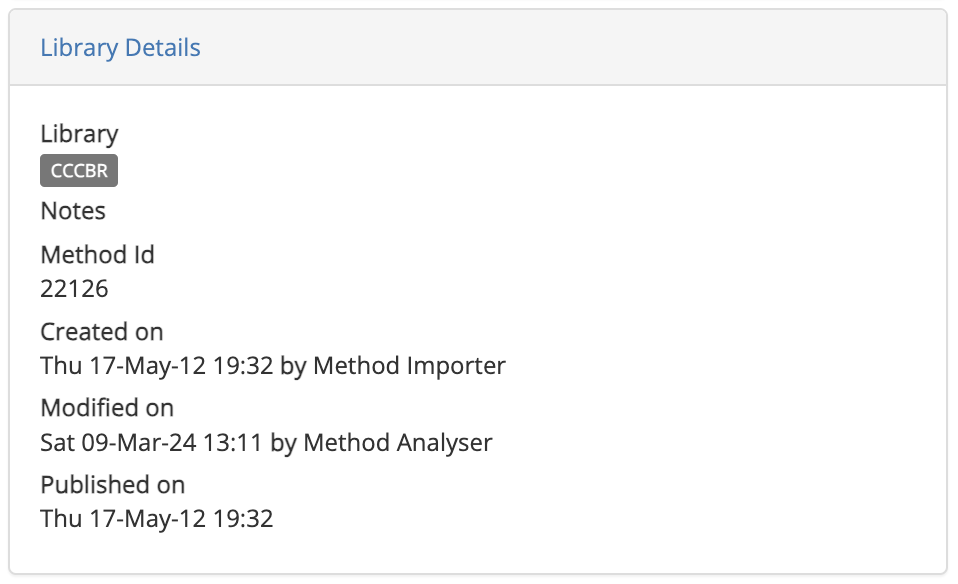 Library Details
Library
CCCBR
Notes
Method Id
22126
Created on
Thu 17-May-12 19:32 by Method Importer
Modified on
Sat 09-Mar-24 13:11 by Method Analyser
Published on
Thu 17-May-12 19:32